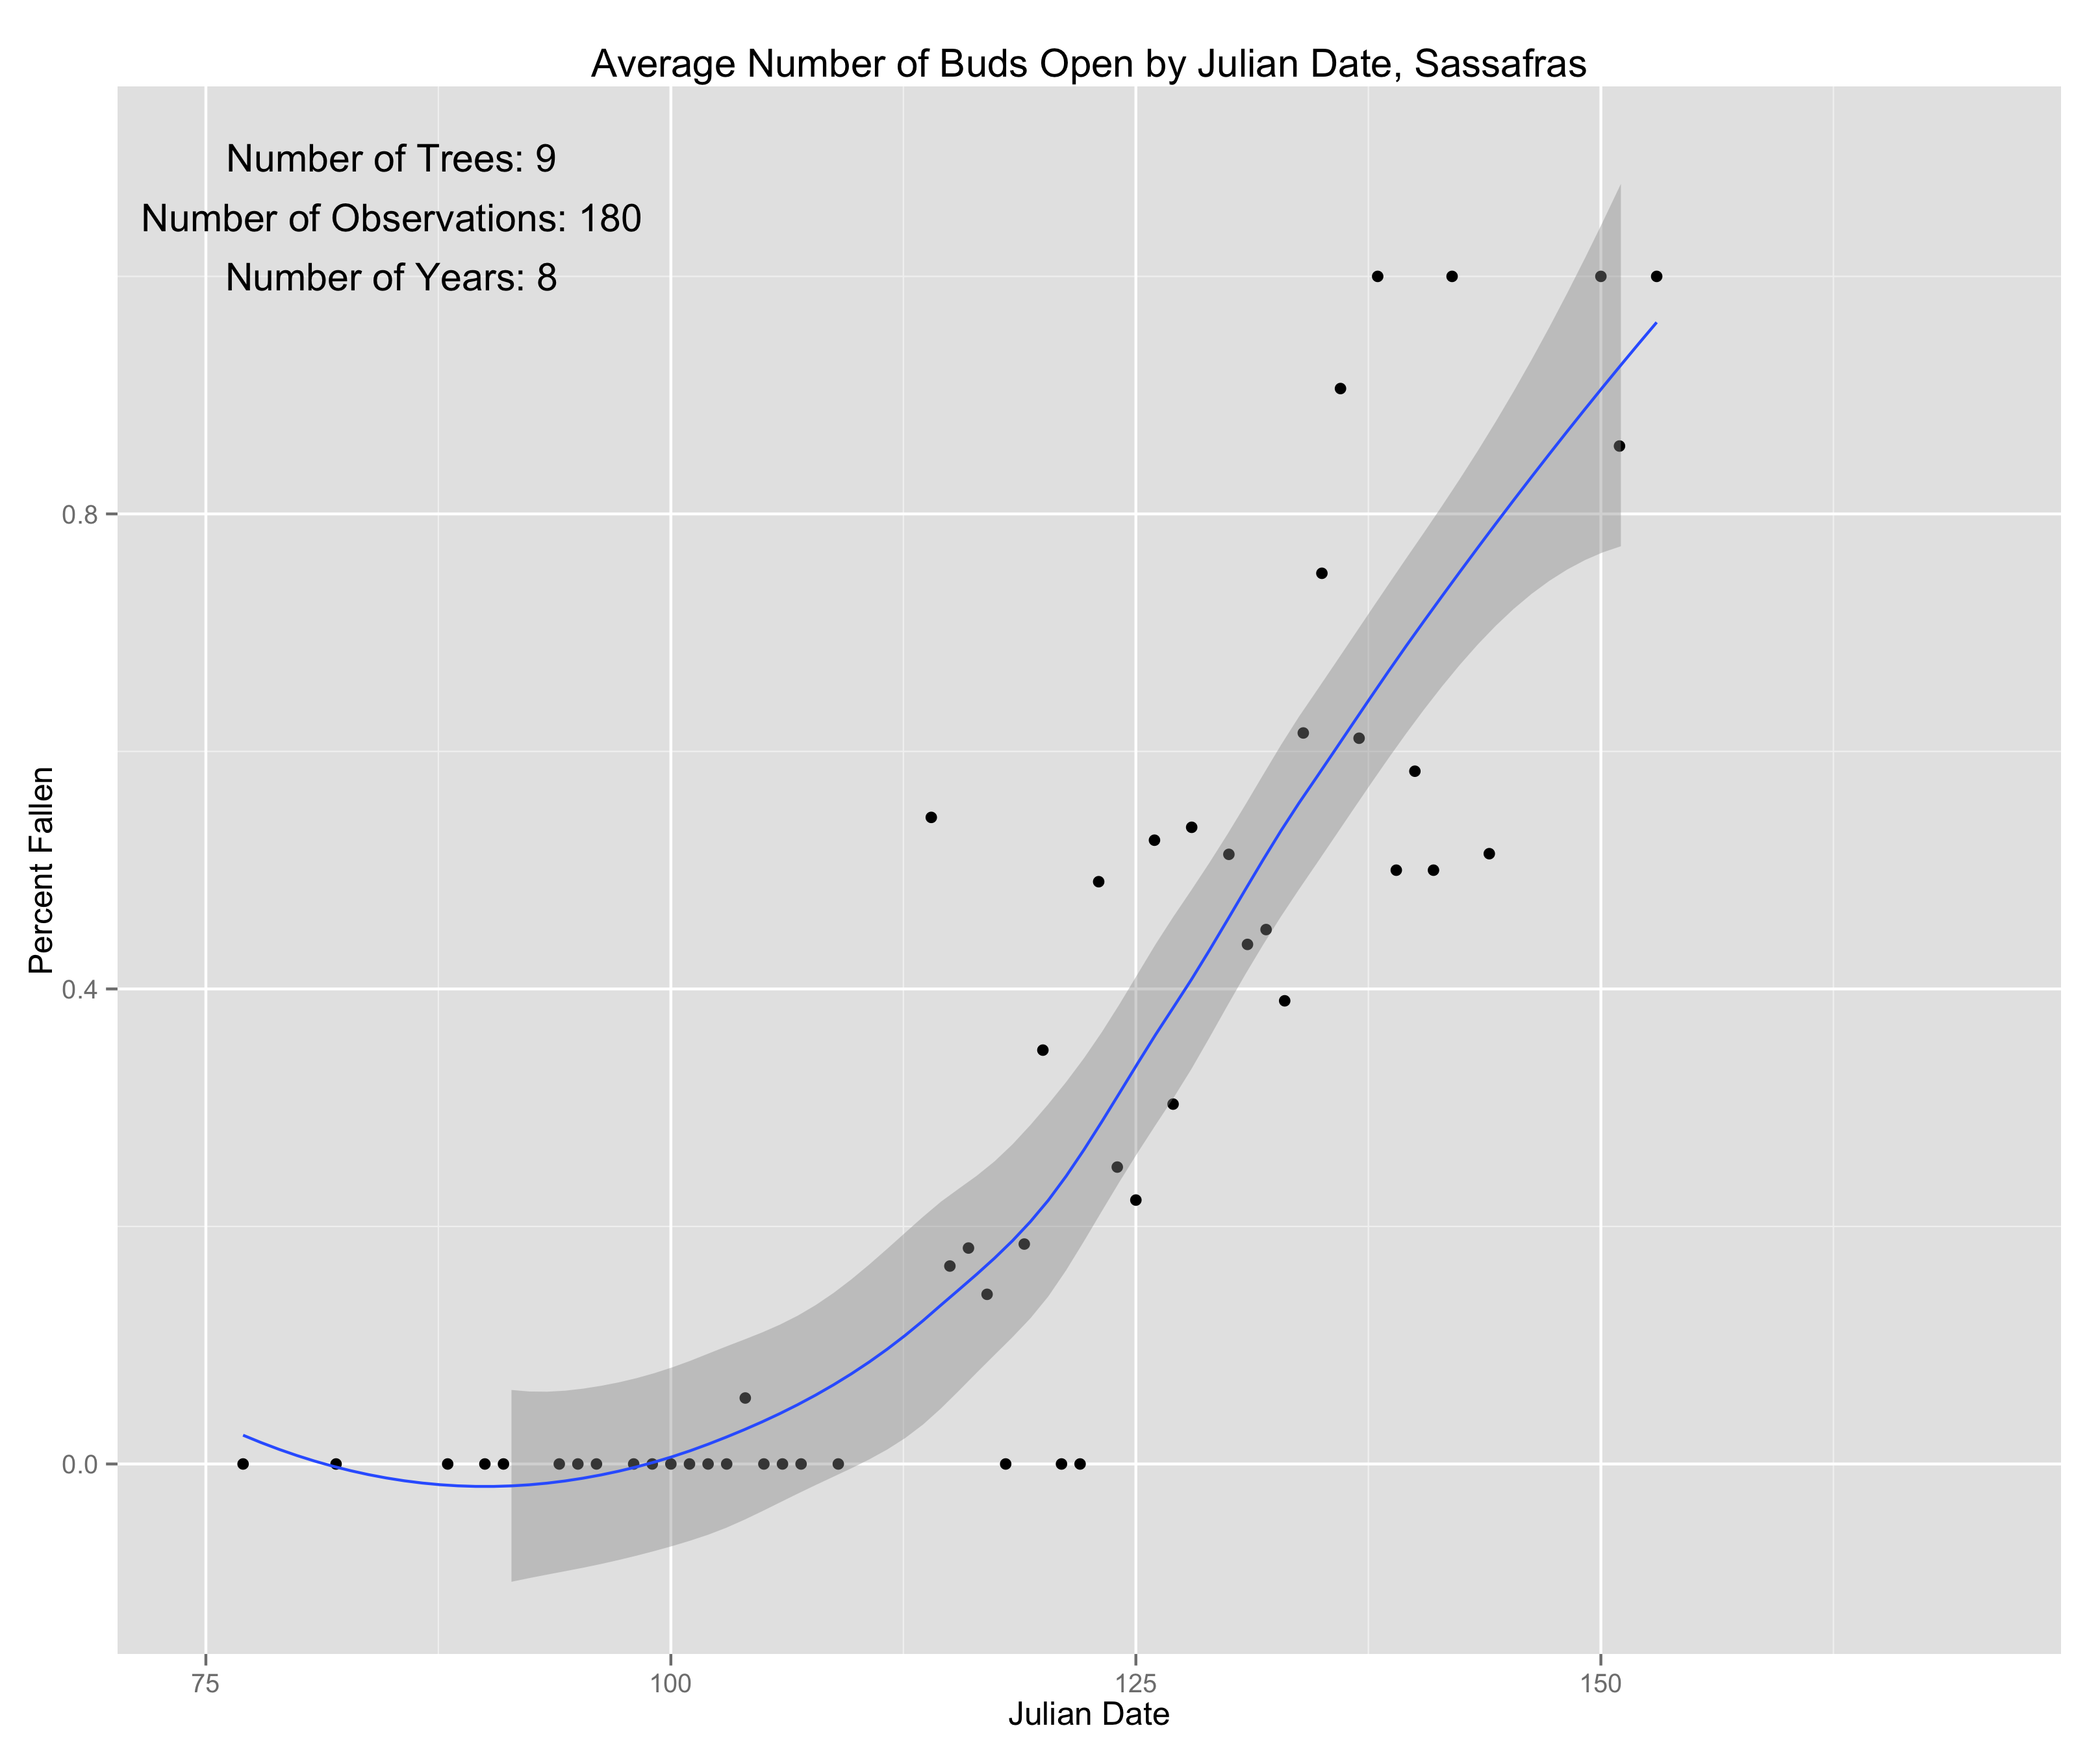 Average Number of Buds Open by Julian Date, Sassafras
Number of Trees: 9
Number of Observations: 180
Number of Years: 8
Percent Fallen
0.8
0.4
0.0
75
100
125
150
Julian Date